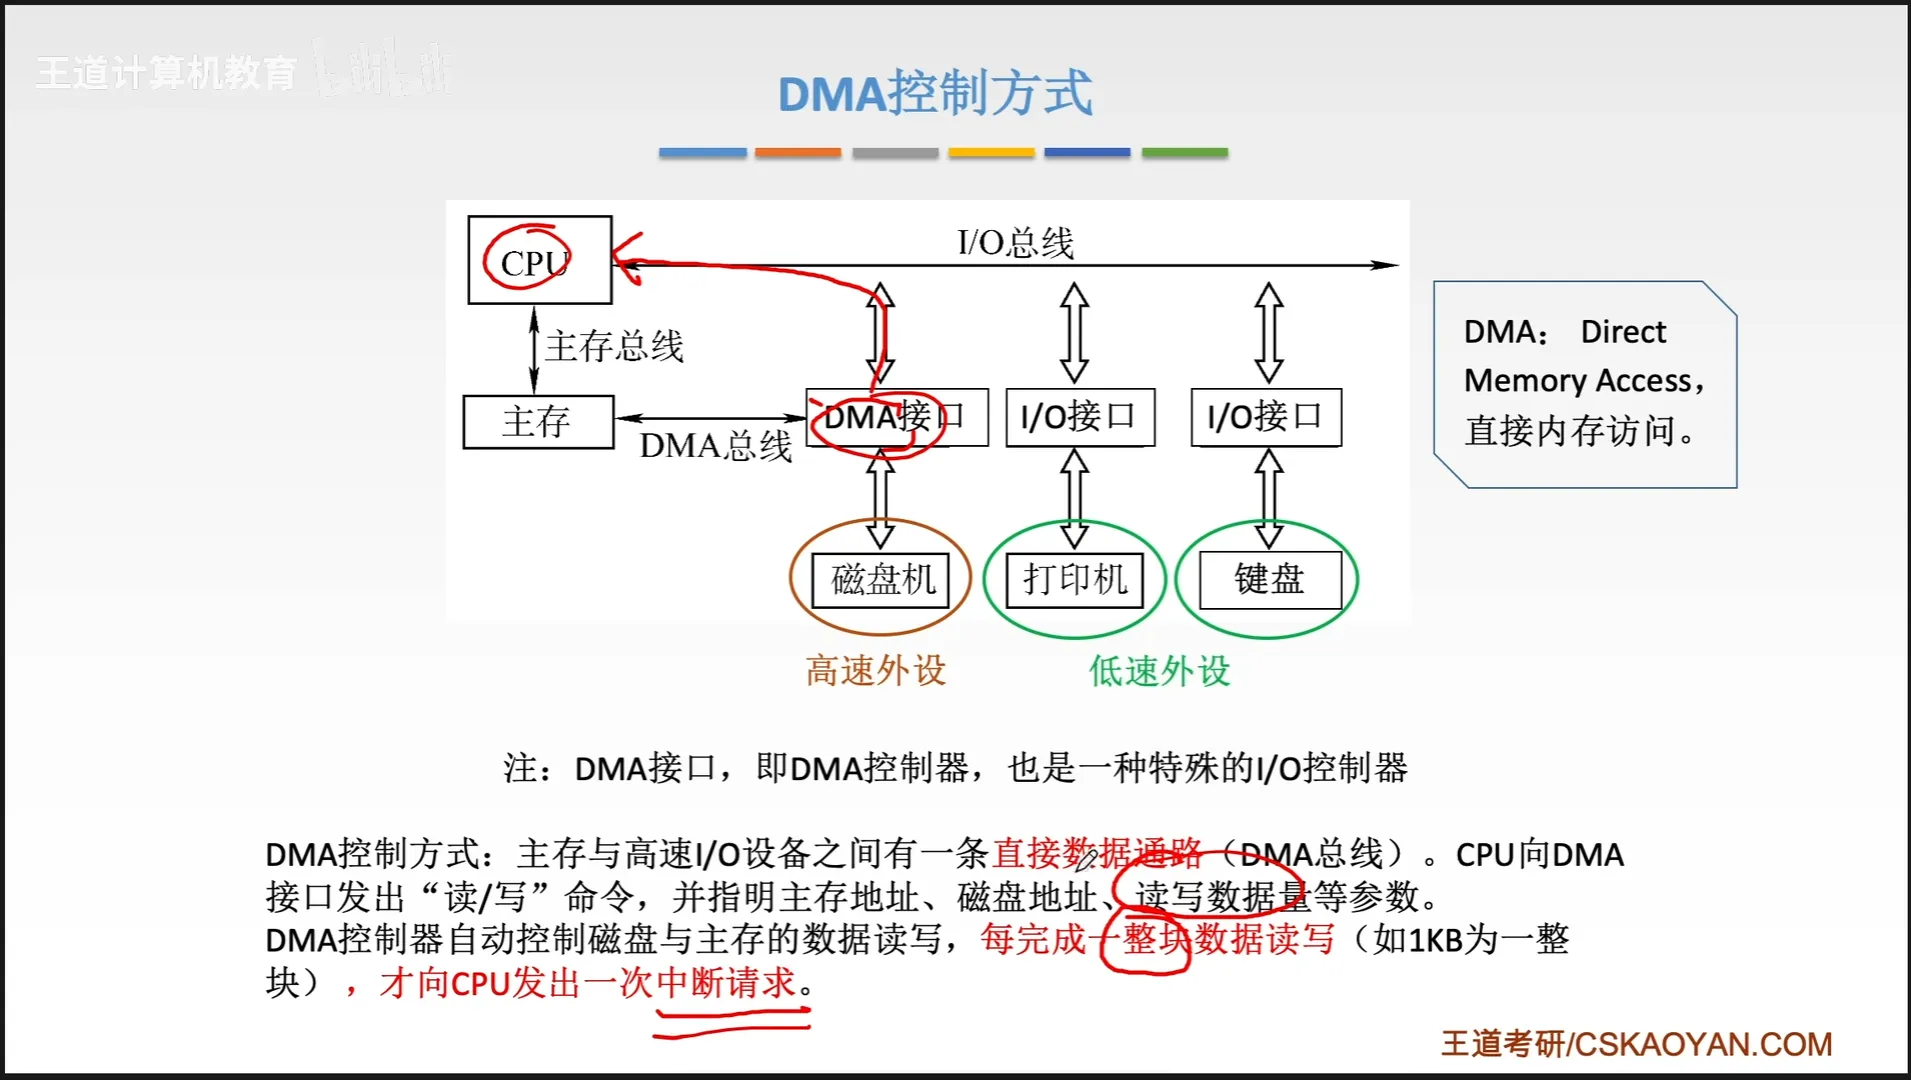 王道计算机教育 bilibili
DMA控制方式
CPU
I/O总线
主存总线
DMA： Direct
Memory Access，
直接内存访问。
主存
DMA总线
DMA接口
I/O接口
I/O接口
磁盘机
打印机
键盘
高速外设
低速外设
注：DMA接口，即DMA控制器，也是一种特殊的I/O控制器
DMA控制方式：主存与高速I/O设备之间有一条直接数据通路（DMA总线）。CPU向DMA
接口发出“读/写”命令，并指明主存地址、磁盘地址、读写数据量等参数。
DMA控制器自动控制磁盘与主存的数据读写，每完成一整块数据读写（如1KB为一整
块），才向CPU发出一次中断请求。
王道考研/CSKAOYAN.COM